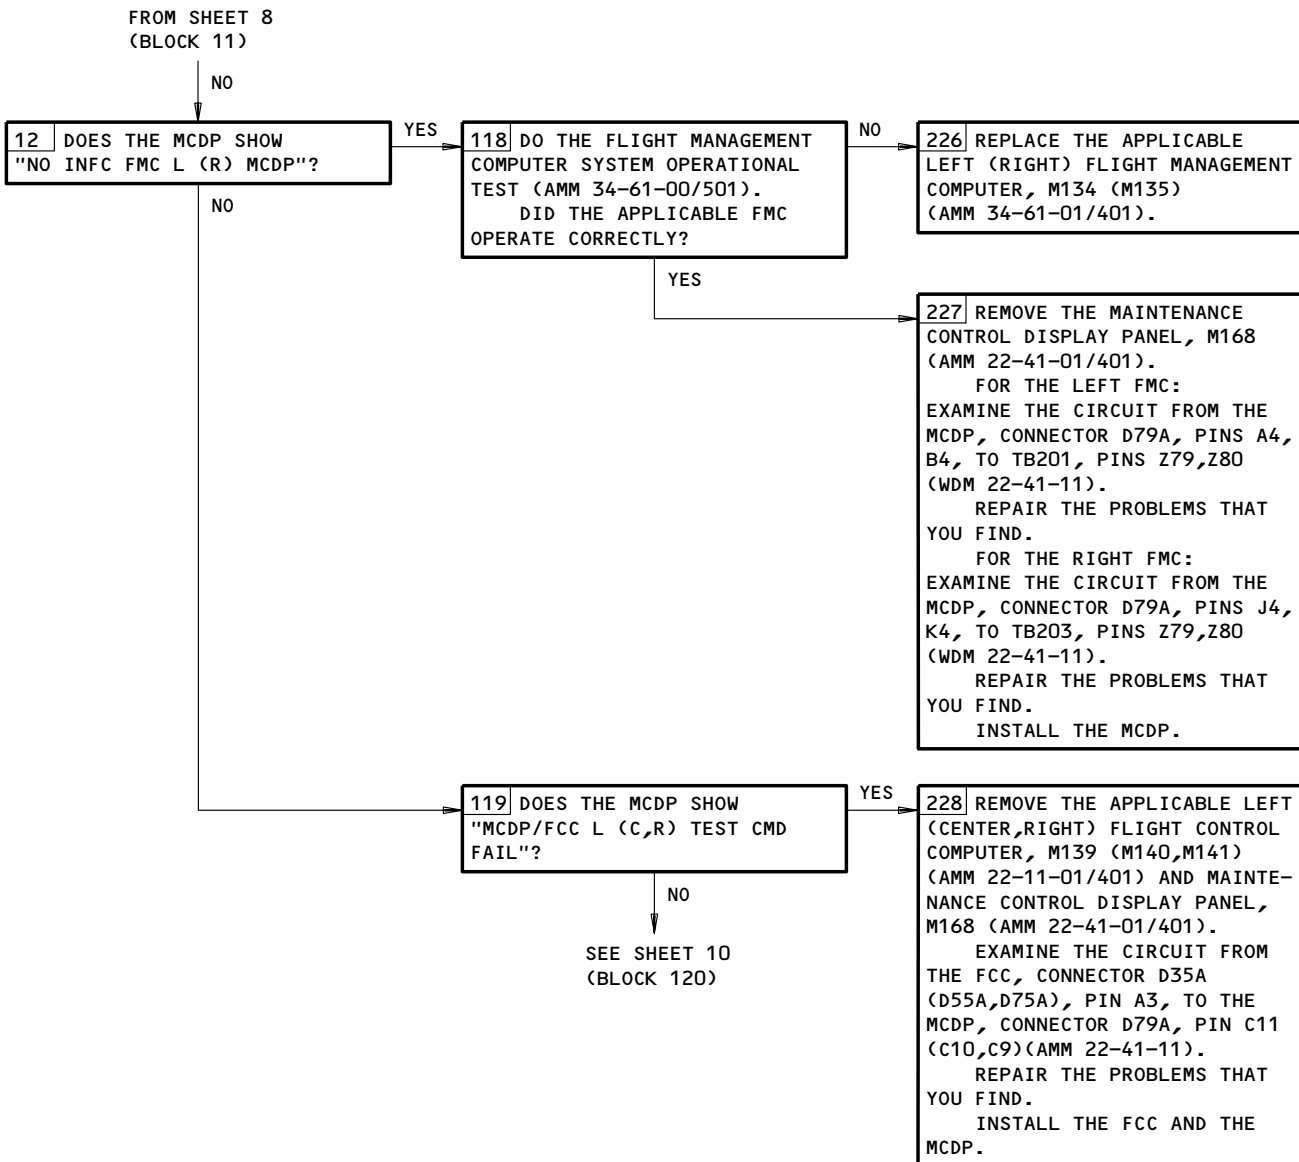 FROM SHEET 8
(BLOCK 11)
NO
12 DOES THE MCDP SHOW
"NO INFC FMC L (R) MCDP"?
YES
NO
118 DO THE FLIGHT MANAGEMENT
COMPUTER SYSTEM OPERATIONAL
TEST (AMM 34-61-00/501).
DID THE APPLICABLE FMC
OPERATE CORRECTLY?
NO
YES
226 REPLACE THE APPLICABLE
LEFT (RIGHT) FLIGHT MANAGEMENT
COMPUTER, M134 (M135)
(AMM 34-61-01/401).
227 REMOVE THE MAINTENANCE
CONTROL DISPLAY PANEL, M168
(AMM 22-41-01/401).
FOR THE LEFT FMC:
EXAMINE THE CIRCUIT FROM THE
MCDP, CONNECTOR D79A, PINS A4,
B4, TO TB201, PINS Z79,Z80
(WDM 22-41-11).
REPAIR THE PROBLEMS THAT
YOU FIND.
FOR THE RIGHT FMC:
EXAMINE THE CIRCUIT FROM THE
MCDP, CONNECTOR D79A, PINS J4,
K4, TO TB203, PINS Z79,Z80
(WDM 22-41-11).
REPAIR THE PROBLEMS THAT
YOU FIND.
INSTALL THE MCDP.
119 DOES THE MCDP SHOW
"MCDP/FCC L (C,R) TEST CMD
FAIL"?
YES
NO
SEE SHEET 10
(BLOCK 120)
228 REMOVE THE APPLICABLE LEFT
(CENTER,RIGHT) FLIGHT CONTROL
COMPUTER, M139 (M140,M141)
(AMM 22-11-01/401) AND MAINTE-
NANCE CONTROL DISPLAY PANEL,
M168 (AMM 22-41-01/401).
EXAMINE THE CIRCUIT FROM
THE FCC, CONNECTOR D35A
(D55A,D75A), PIN A3, TO THE
MCDP, CONNECTOR D79A, PIN C11
(C10,C9)(AMM 22-41-11).
REPAIR THE PROBLEMS THAT
YOU FIND.
INSTALL THE FCC AND THE
MCDP.